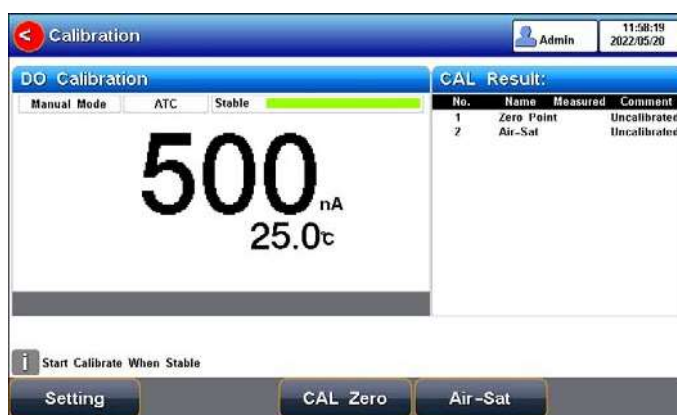 < Calibration
Admin
11:58:19
2022/05/20
DO Calibration
Manual Mode ATC Stable
500 nA
25.0℃
CAL Result:
No. Name Measured Comment
1 Zero Point Uncalibrated
2 Air-Sat Uncalibrated
i Start Calibrate When Stable
Setting CAL Zero Air-Sat